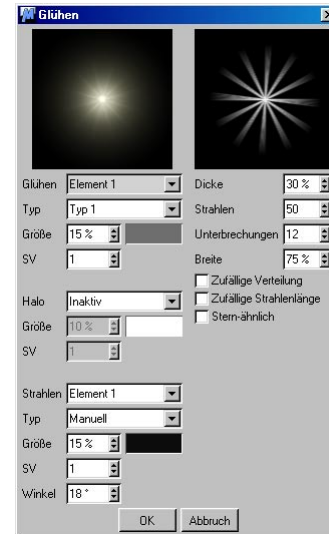 Glühen
Glühen Element 1
Typ Typ 1
Größe 15 %
SV 1
Halo Inaktiv
Größe 10 %
SV 1
Strahlen Element 1
Typ Manuell
Größe 15 %
SV 1
Winkel 18 °
Dicke 30 %
Strahlen 50
Unterbrechungen 12
Breite 75 %
Zufällige Verteilung
Zufällige Strahlenlänge
Stern-ähnlich
OK Abbruch